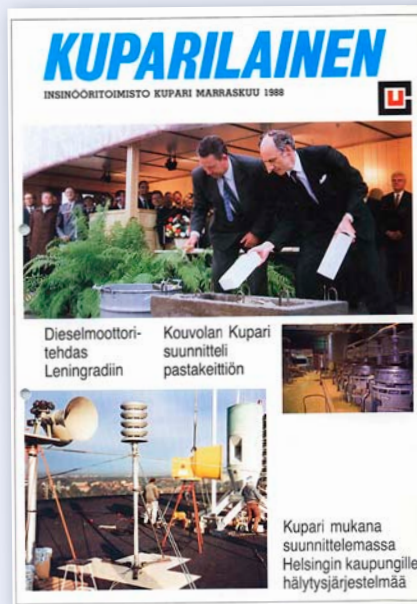 KUPARILAINEN
INSINÖÖRITOIMISTO KUPARI MARRASKUU 1988
Dieselmoottori-
tehdas
Leningradiin
Kouvolan Kupari
suunnitteli
pastakeittiön
Kupari mukana
suunnittelemassa
Helsingin kaupungille
hälytysjärjestelmää